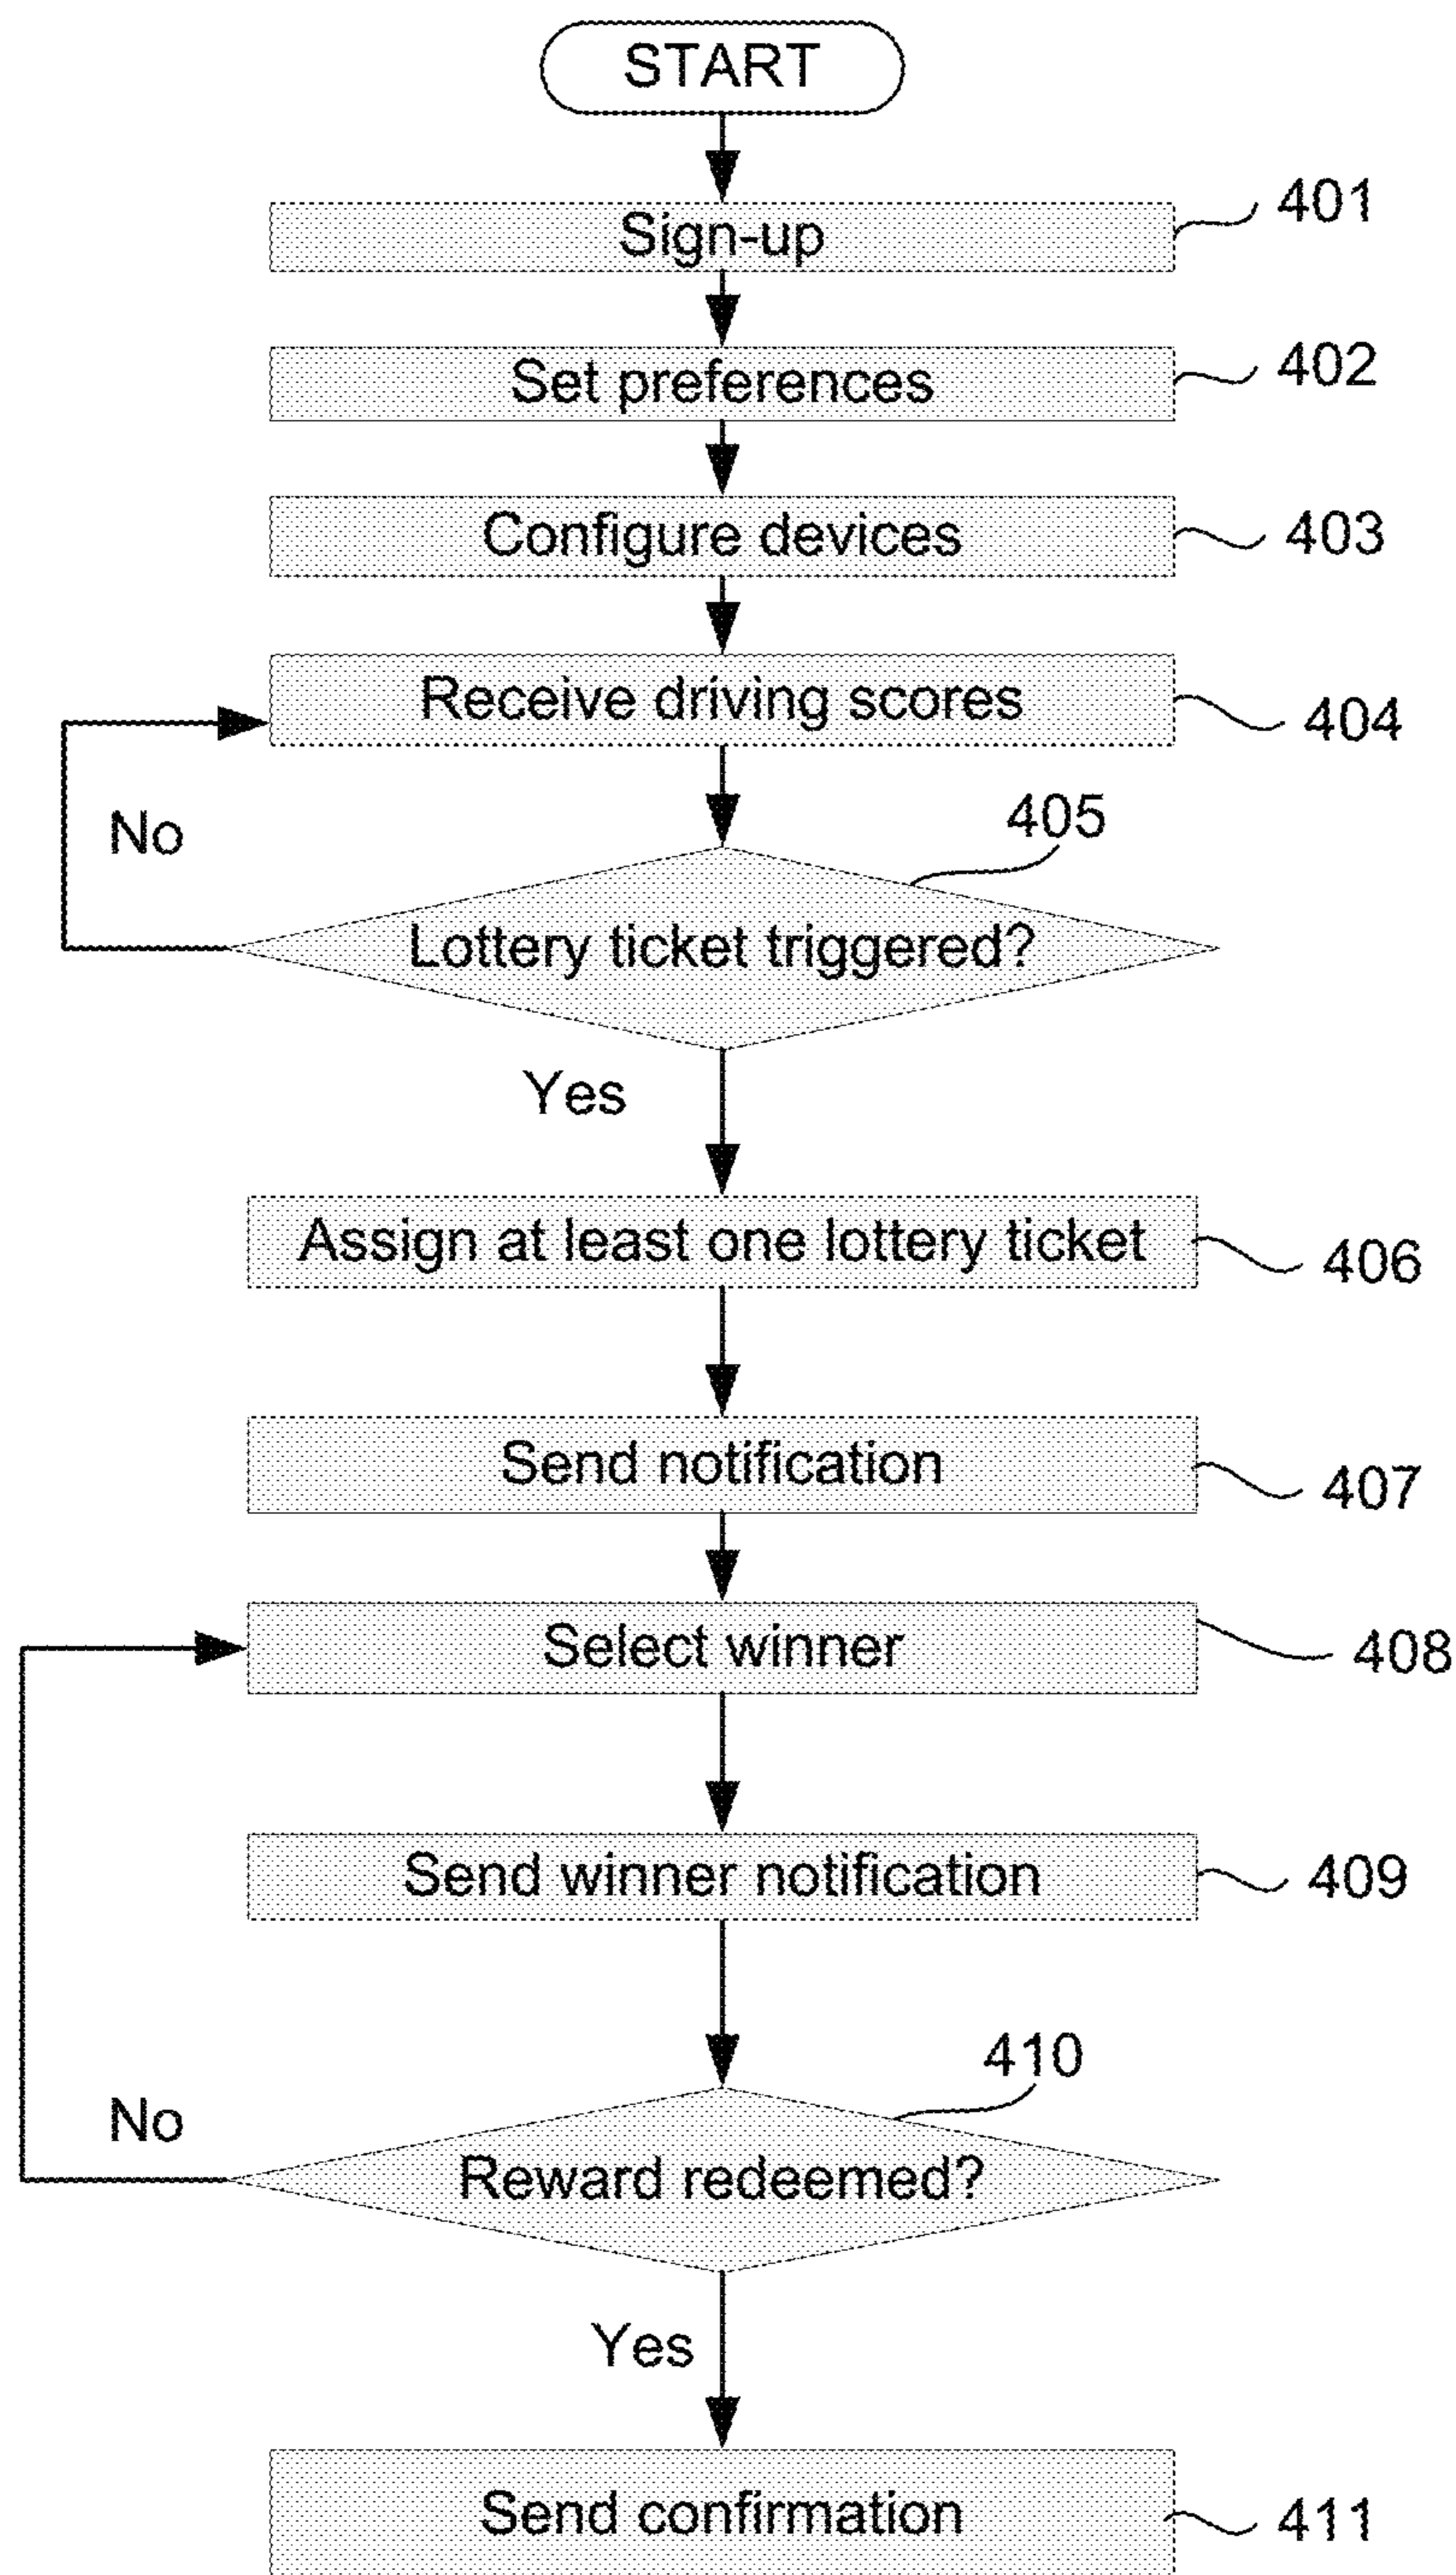 START
Sign-up
401
Set preferences
402
Configure devices
403
Receive driving scores
404
No
405
Lottery ticket triggered?
Yes
Assign at least one lottery ticket
406
Send notification
407
Select winner
408
Send winner notification
409
410
No
Reward redeemed?
Yes
Send confirmation
411